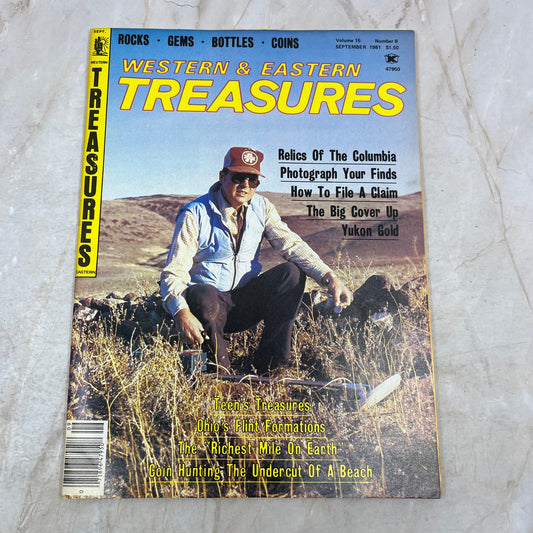 ROCKS · GEMS · BOTTLES · COINS
Volume 15 Number 9
SEPTEMBER 1981 $1.50
K
47950
SEPT.
WESTERN
TREASURES
EASTERN
WESTERN & EASTERN
TREASURES
Relics Of The Columbia
Photograph Your Finds
How To File A Claim
The Big Cover Up
Yukon Gold
Teen's Treasures
Ohio's Flint Formations
The "Richest Mile On Earth"
Coin Hunting The Undercut Of A Beach